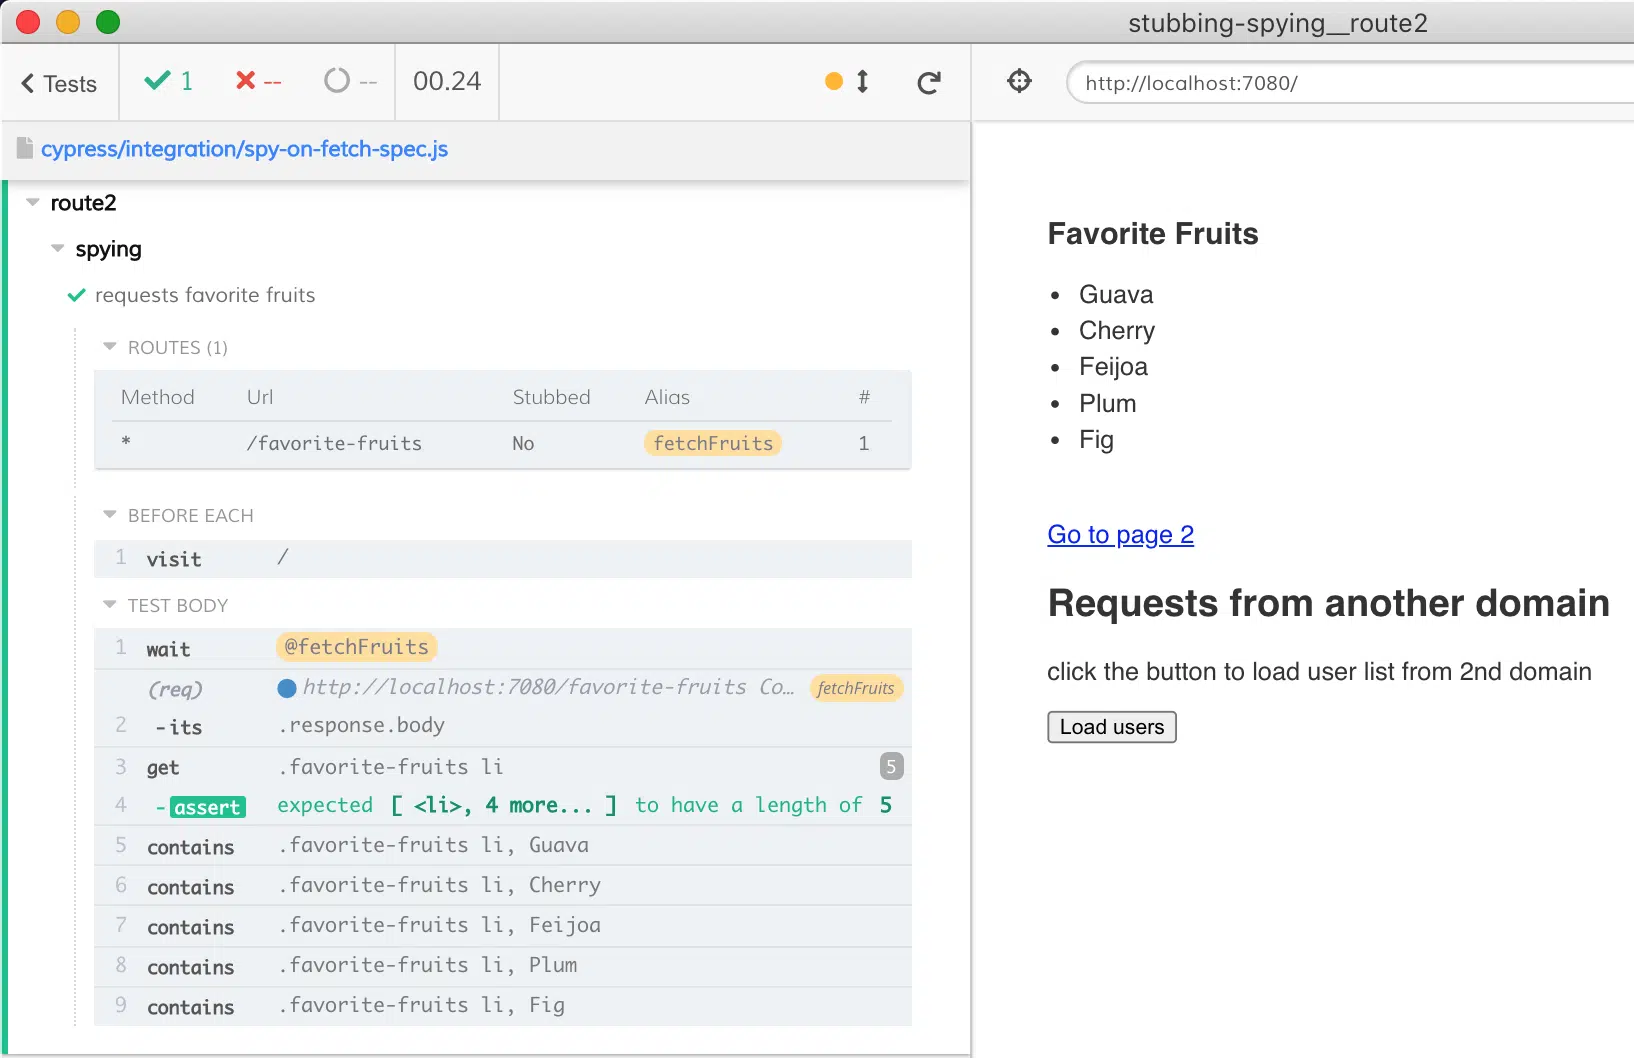 stubbing-spying__route2
Tests 1 -- -- 00.24
http://localhost:7080/
cypress/integration/spy-on-fetch-spec.js
route2
spying
requests favorite fruits
ROUTES (1)
Method Url Stubbed Alias #
* /favorite-fruits No fetchFruits 1
BEFORE EACH
1 visit /
TEST BODY
1 wait @fetchFruits
(req) http://localhost:7080/favorite-fruits Co… fetchFruits
2 -its .response.body
3 get .favorite-fruits li 5
4 -assert expected [ <li>, 4 more... ] to have a length of 5
5 contains .favorite-fruits li, Guava
6 contains .favorite-fruits li, Cherry
7 contains .favorite-fruits li, Feijoa
8 contains .favorite-fruits li, Plum
9 contains .favorite-fruits li, Fig
Favorite Fruits
• Guava
• Cherry
• Feijoa
• Plum
• Fig
Go to page 2
Requests from another domain
click the button to load user list from 2nd domain
Load users